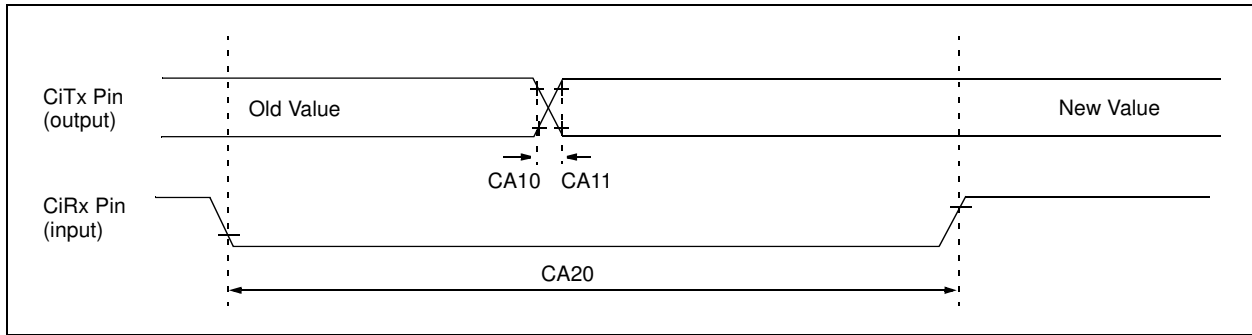 CiTx Pin
(output)
Old Value
New Value
CA10 CA11
CiRx Pin
(input)
CA20